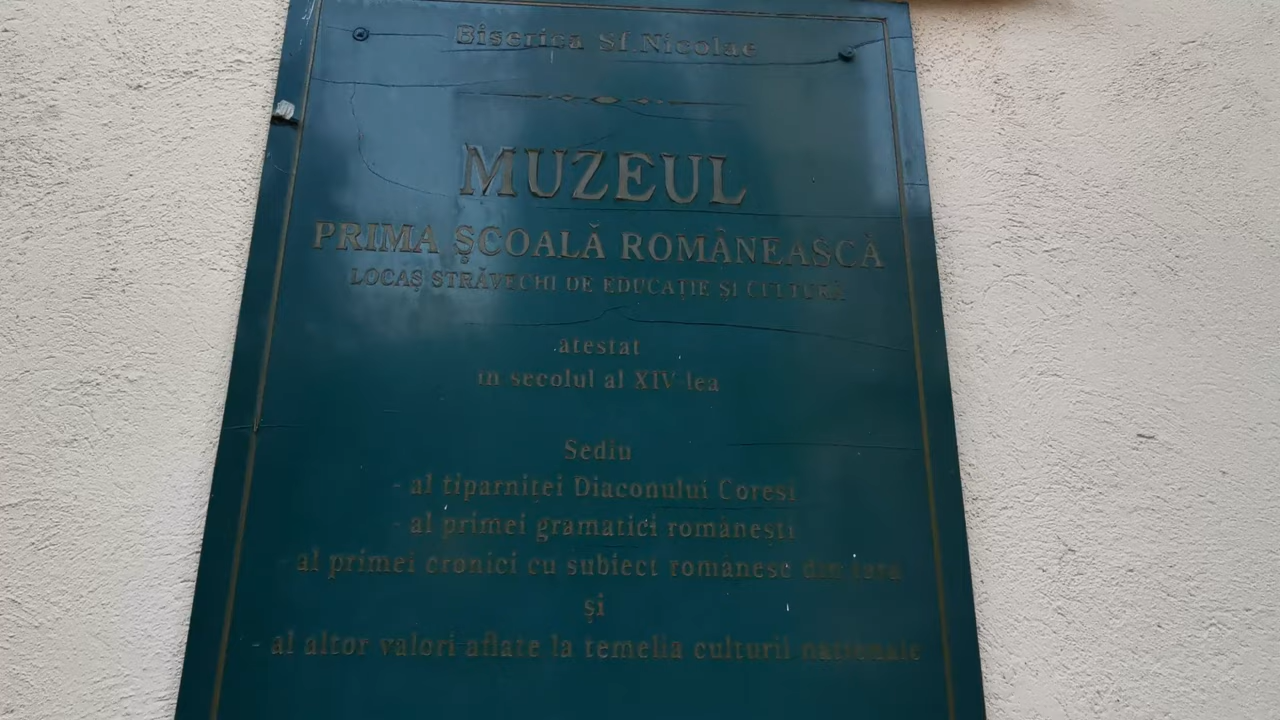 Biserica Sf. Nicolae
MUZEUL
PRIMA ȘCOALĂ ROMÂNEASCĂ
LOCAȘ STRĂVECHI DE EDUCAȚIE ȘI CULTURĂ
atestat
în secolul al XIV-lea
Sediu
- al tiparniței Diaconului Coresi
- al primei gramatici românești
- al primei cronici cu subiect românesc din țară
și
- al altor valori aflate la temelia culturii naționale